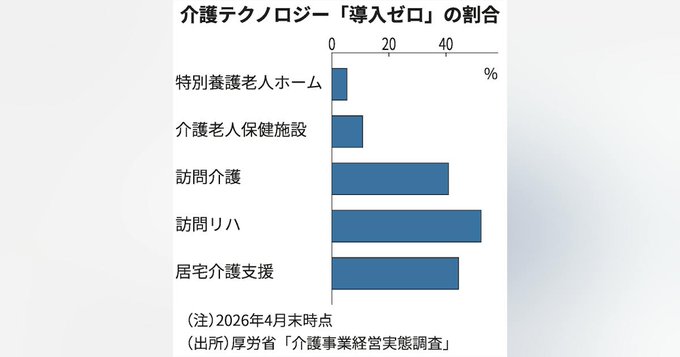 介護テクノロジー「導入ゼロ」の割合
0 20 40
%
特別養護老人ホーム
介護老人保健施設
訪問介護
訪問リハ
居宅介護支援
(注)2026年4月末時点
(出所)厚労省「介護事業経営実態調査」